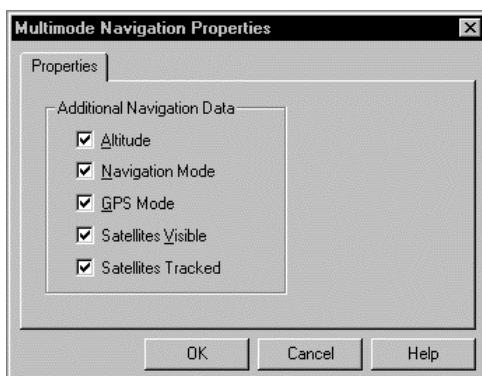 Multimode Navigation Properties
Properties
Additional Navigation Data
Altitude
Navigation Mode
GPS Mode
Satellites Visible
Satellites Tracked
OK Cancel Help